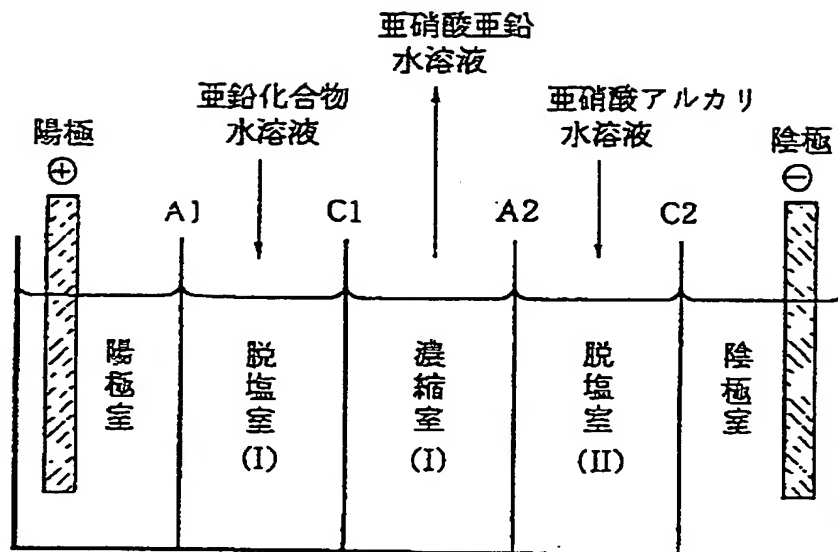 亜硝酸亜鉛
水溶液
亜鉛化合物
水溶液
亜硝酸アルカリ
水溶液
陽極
⊕
陰極
⊖
A1
C1
A2
C2
陽極室
脱塩室(I)
濃縮室(I)
脱塩室(II)
陰極室